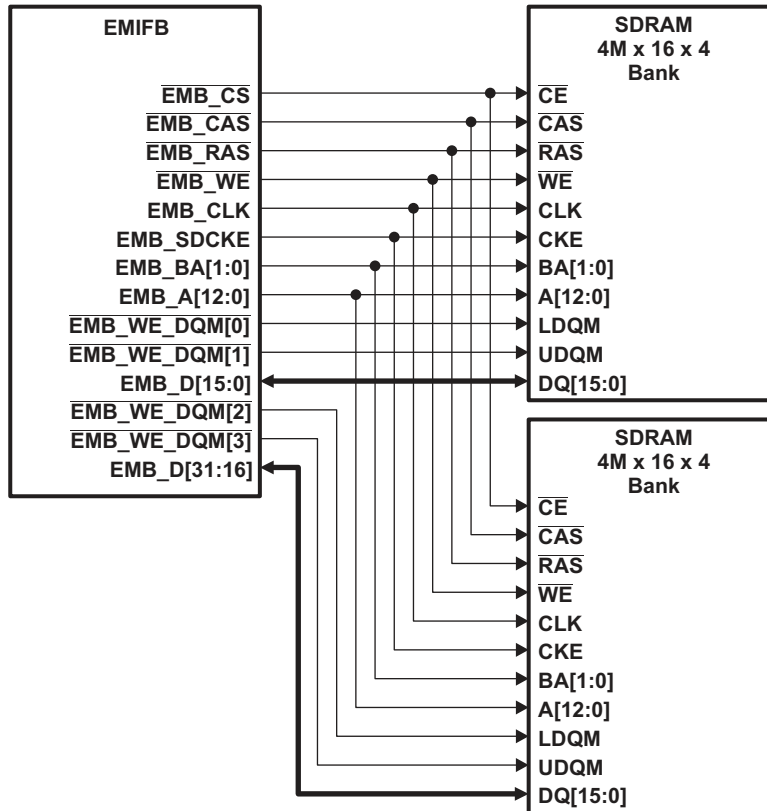 EMIFB
EMB_CS
EMB_CAS
EMB_RAS
EMB_WE
EMB_CLK
EMB_SDCKE
EMB_BA[1:0]
EMB_A[12:0]
EMB_WE_DQM[0]
EMB_WE_DQM[1]
EMB_D[15:0]
EMB_WE_DQM[2]
EMB_WE_DQM[3]
EMB_D[31:16]
SDRAM
4M x 16 x 4
Bank
CE
CAS
RAS
WE
CLK
CKE
BA[1:0]
A[12:0]
LDQM
UDQM
DQ[15:0]
SDRAM
4M x 16 x 4
Bank
CE
CAS
RAS
WE
CLK
CKE
BA[1:0]
A[12:0]
LDQM
UDQM
DQ[15:0]